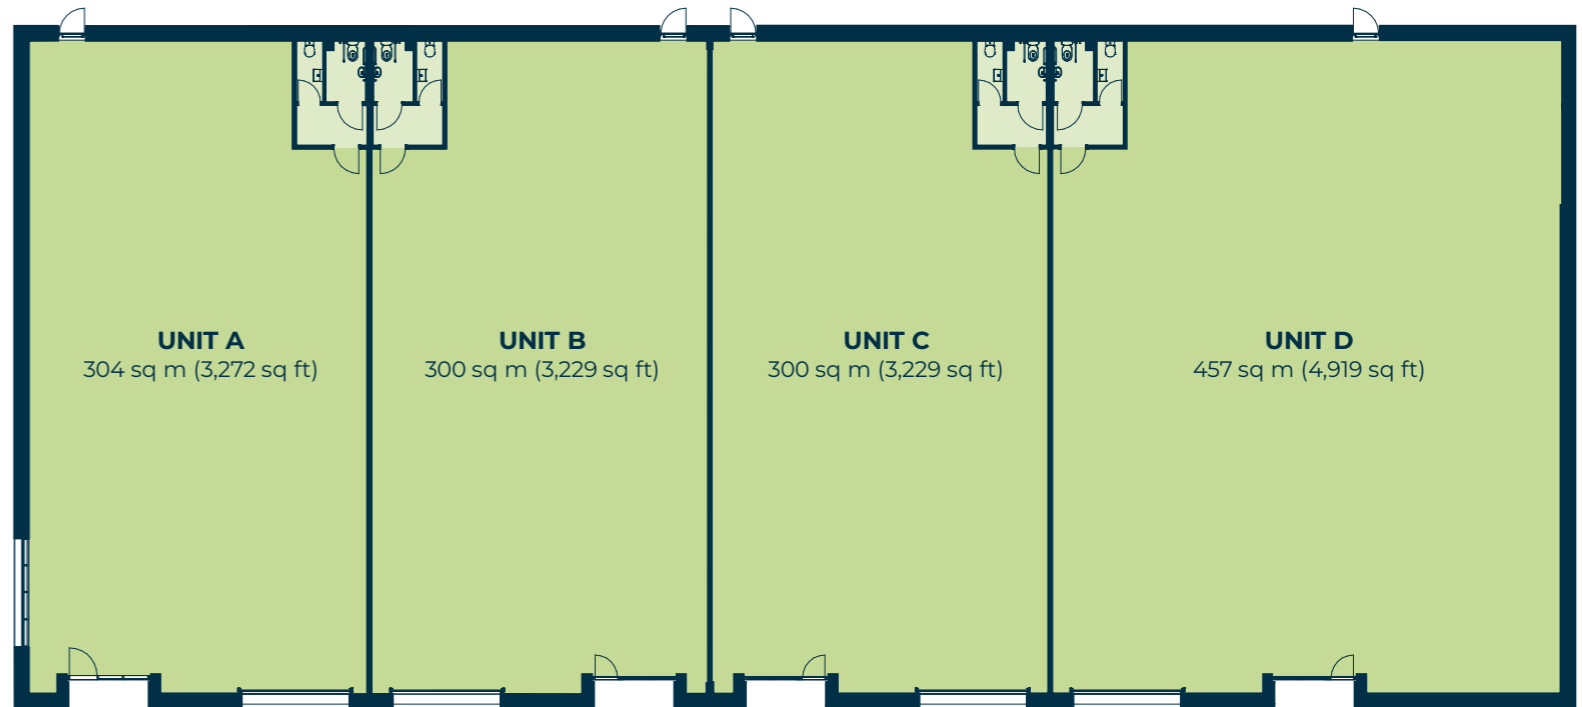 UNIT A
304 sq m (3,272 sq ft)
UNIT B
300 sq m (3,229 sq ft)
UNIT C
300 sq m (3,229 sq ft)
UNIT D
457 sq m (4,919 sq ft)